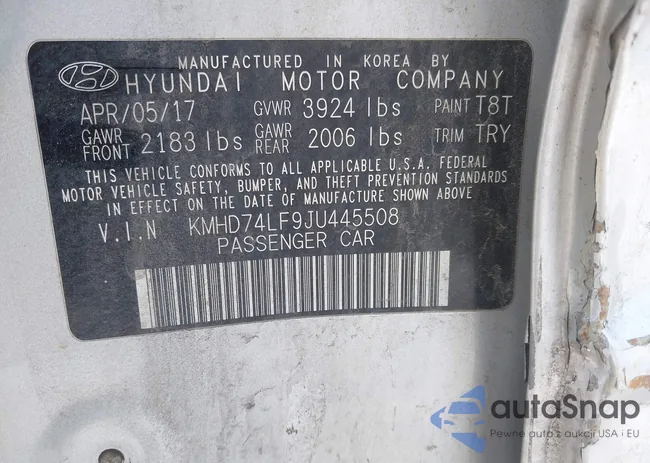 MANUFACTURED IN KOREA BY
HYUNDAI MOTOR COMPANY
APR/05/17 GVWR 3924 lbs PAINT T8T
GAWR FRONT 2183 lbs GAWR REAR 2006 lbs TRIM TRY
THIS VEHICLE CONFORMS TO ALL APPLICABLE U.S.A. FEDERAL
MOTOR VEHICLE SAFETY, BUMPER, AND THEFT PREVENTION STANDARDS
IN EFFECT ON THE DATE OF MANUFACTURE SHOWN ABOVE
V.I.N KMHD74LF9JU445508
PASSENGER CAR
autaSnap
Pewne auto z aukcji USA i EU